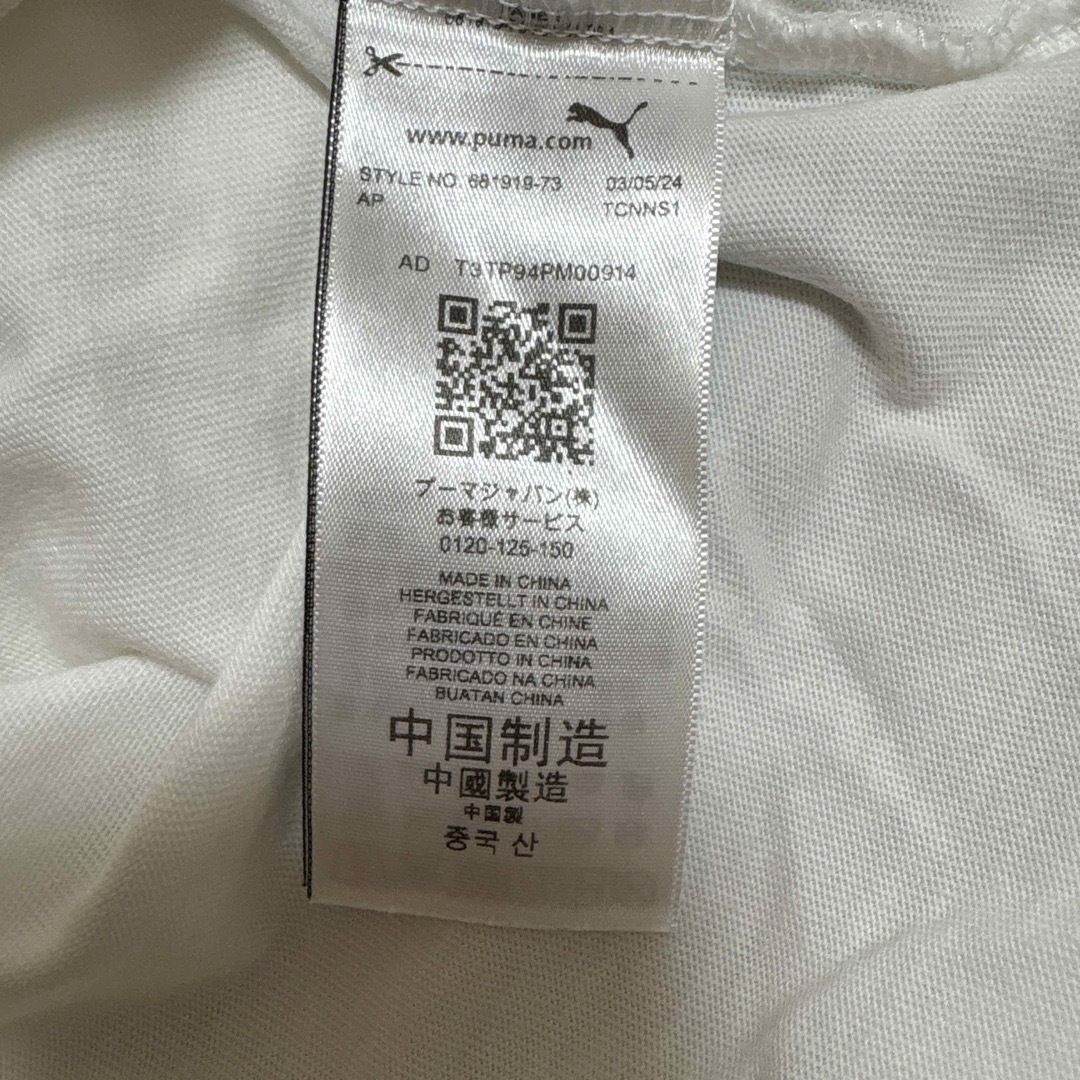 www.puma.com
STYLE NO 681919-73 03/05/24
AP TCNNS1
AD T3TP94PM00914
プーマジャパン(株)
お客様サービス
0120-125-150
MADE IN CHINA
HERGESTELLT IN CHINA
FABRIQUÉ EN CHINE
FABRICADO EN CHINA
PRODOTTO IN CHINA
FABRICADO NA CHINA
BUATAN CHINA
中国制造
中國製造
中国製
중국 산